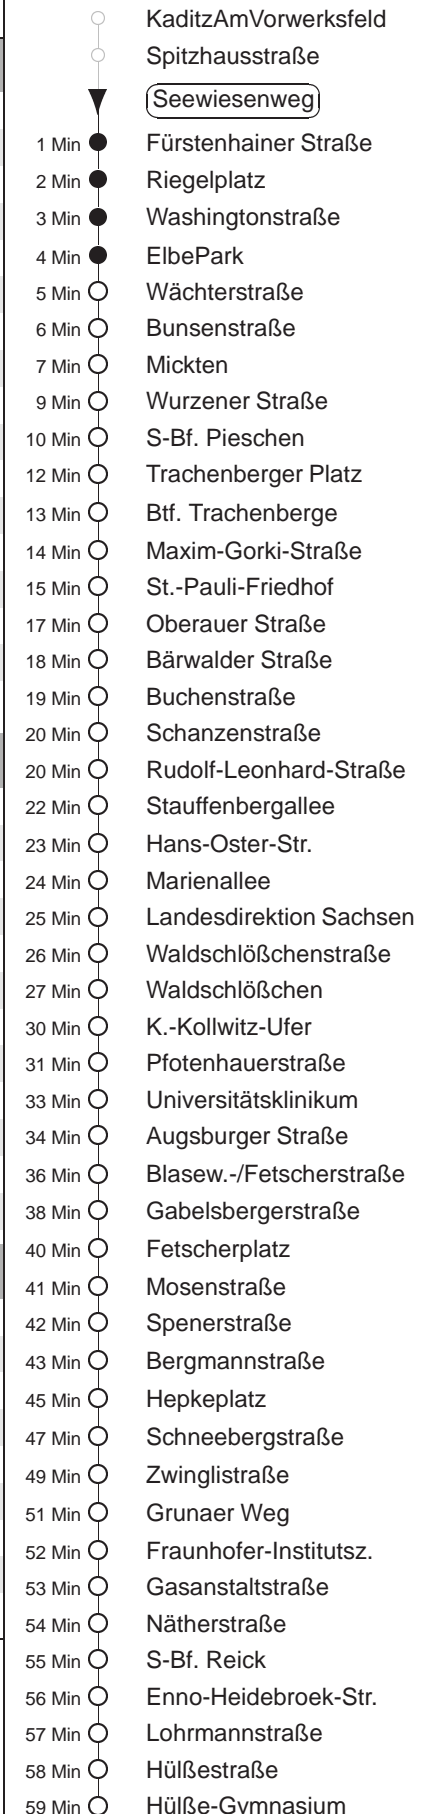 KaditzAmVorwerksfeld
Spitzhausstraße
Seewiesenweg
1 Min Fürstenhainer Straße
2 Min Riegelplatz
3 Min Washingtonstraße
4 Min ElbePark
5 Min Wächterstraße
6 Min Bunsenstraße
7 Min Mickten
9 Min Wurzener Straße
10 Min S-Bf. Pieschen
12 Min Trachenberger Platz
13 Min Btf. Trachenberge
14 Min Maxim-Gorki-Straße
15 Min St.-Pauli-Friedhof
17 Min Oberauer Straße
18 Min Bärwalder Straße
19 Min Buchenstraße
20 Min Schanzenstraße
20 Min Rudolf-Leonhard-Straße
22 Min Stauffenbergallee
23 Min Hans-Oster-Str.
24 Min Marienallee
25 Min Landesdirektion Sachsen
26 Min Waldschlößchenstraße
27 Min Waldschlößchen
30 Min K.-Kollwitz-Ufer
31 Min Pfotenhauerstraße
33 Min Universitätsklinikum
34 Min Augsburger Straße
36 Min Blasew.-/Fetscherstraße
38 Min Gabelsbergerstraße
40 Min Fetscherplatz
41 Min Mosenstraße
42 Min Spenerstraße
43 Min Bergmannstraße
45 Min Hepkeplatz
47 Min Schneebergstraße
49 Min Zwinglistraße
51 Min Grunaer Weg
52 Min Fraunhofer-Institutsz.
53 Min Gasanstaltstraße
54 Min Nätherstraße
55 Min S-Bf. Reick
56 Min Enno-Heidebroek-Str.
57 Min Lohrmannstraße
58 Min Hülßestraße
59 Min Hülße-Gymnasium